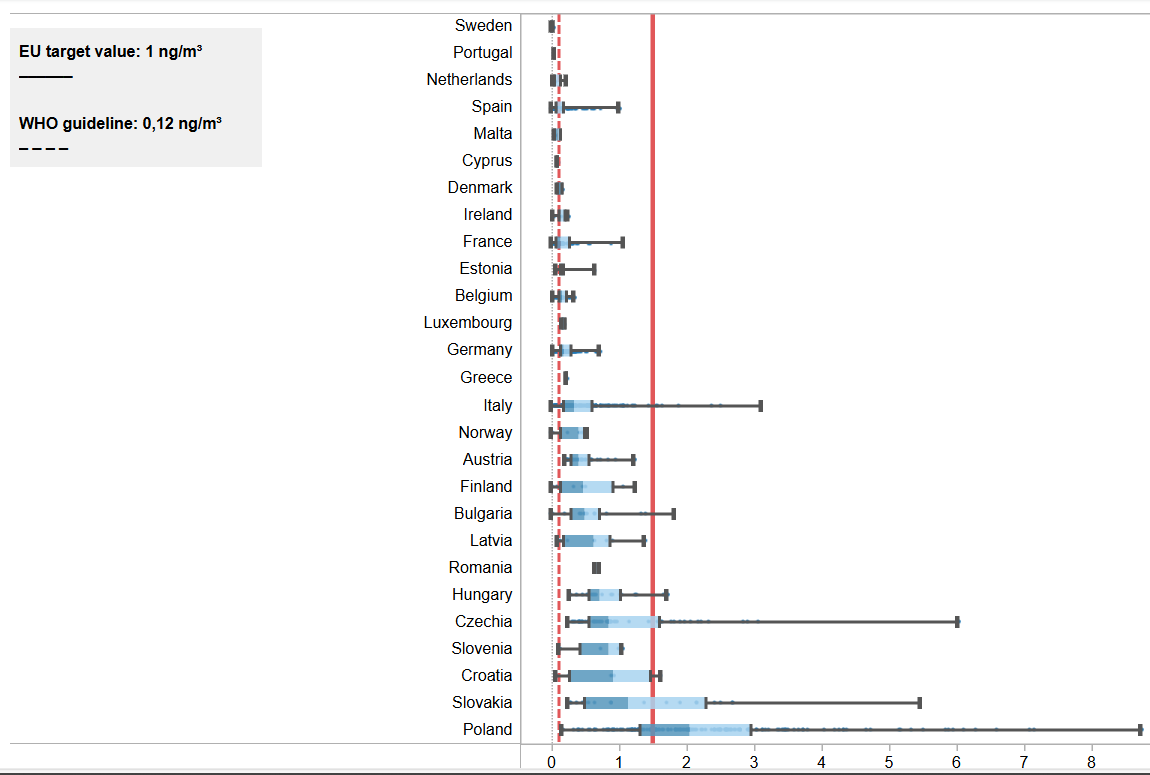 EU target value: 1 ng/m³
WHO guideline: 0,12 ng/m³
Sweden
Portugal
Netherlands
Spain
Malta
Cyprus
Denmark
Ireland
France
Estonia
Belgium
Luxembourg
Germany
Greece
Italy
Norway
Austria
Finland
Bulgaria
Latvia
Romania
Hungary
Czechia
Slovenia
Croatia
Slovakia
Poland
0 1 2 3 4 5 6 7 8